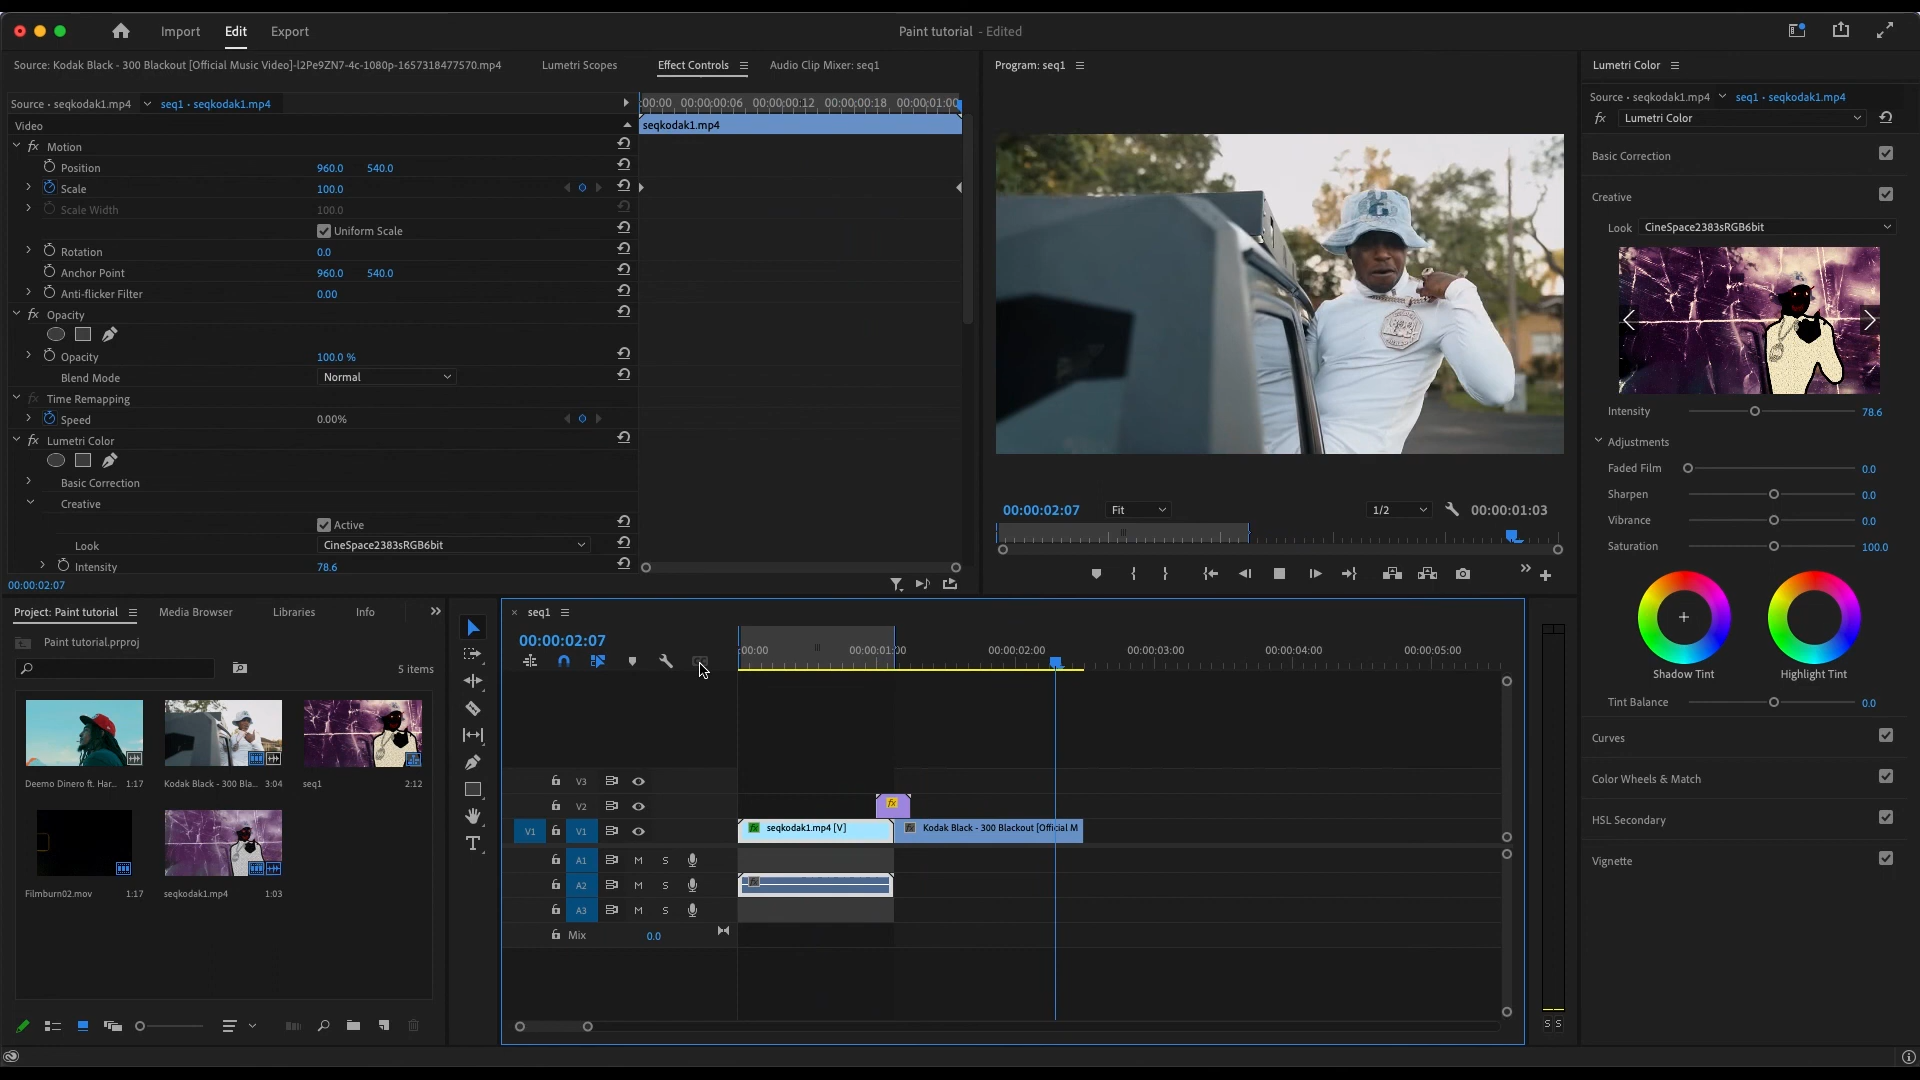 Import Edit Export
Paint tutorial - Edited
Source: Kodak Black - 300 Blackout [Official Music Video]-l2Pe9ZN7-4c-1080p-1657318477570.mp4
Lumetri Scopes
Effect Controls
Audio Clip Mixer: seq1
Source • seqkodak1.mp4
seq1 • seqkodak1.mp4
:00:00 00:00:00:06 00:00:00:12 00:00:00:18 00:00:01:00
seqkodak1.mp4
Video
fx Motion
Position 960.0 540.0
Scale 100.0
Scale Width 100.0
Uniform Scale
Rotation 0.0
Anchor Point 960.0 540.0
Anti-flicker Filter 0.00
fx Opacity
Opacity 100.0 %
Blend Mode Normal
fx Time Remapping
Speed 0.00%
fx Lumetri Color
Basic Correction
Creative
Active
Look CineSpace2383sRGB6bit
Intensity 78.6
00:00:02:07
Program: seq1
00:00:02:07 Fit 1/2 00:00:01:03
Lumetri Color
Source • seqkodak1.mp4
seq1 • seqkodak1.mp4
fx Lumetri Color
Basic Correction
Creative
Look CineSpace2383sRGB6bit
Intensity 78.6
Adjustments
Faded Film 0.0
Sharpen 0.0
Vibrance 0.0
Saturation 100.0
Shadow Tint Highlight Tint
Tint Balance 0.0
Curves
Color Wheels & Match
HSL Secondary
Vignette
Project: Paint tutorial
Media Browser
Libraries
Info
Paint tutorial.prproj
5 items
Deemo Dinero ft. Har... 1:17
Kodak Black - 300 Bla... 3:04
seq1 2:12
Filmburn02.mov 1:17
seqkodak1.mp4 1:03
seq1
00:00:02:07
:00:00 00:00:01:00 00:00:02:00 00:00:03:00 00:00:04:00 00:00:05:00
V3
V2
fx
V1 V1
fx seqkodak1.mp4 [V]
Kodak Black - 300 Blackout [Official M
A1 M S
A2 M S
A3 M S
Mix 0.0
S S